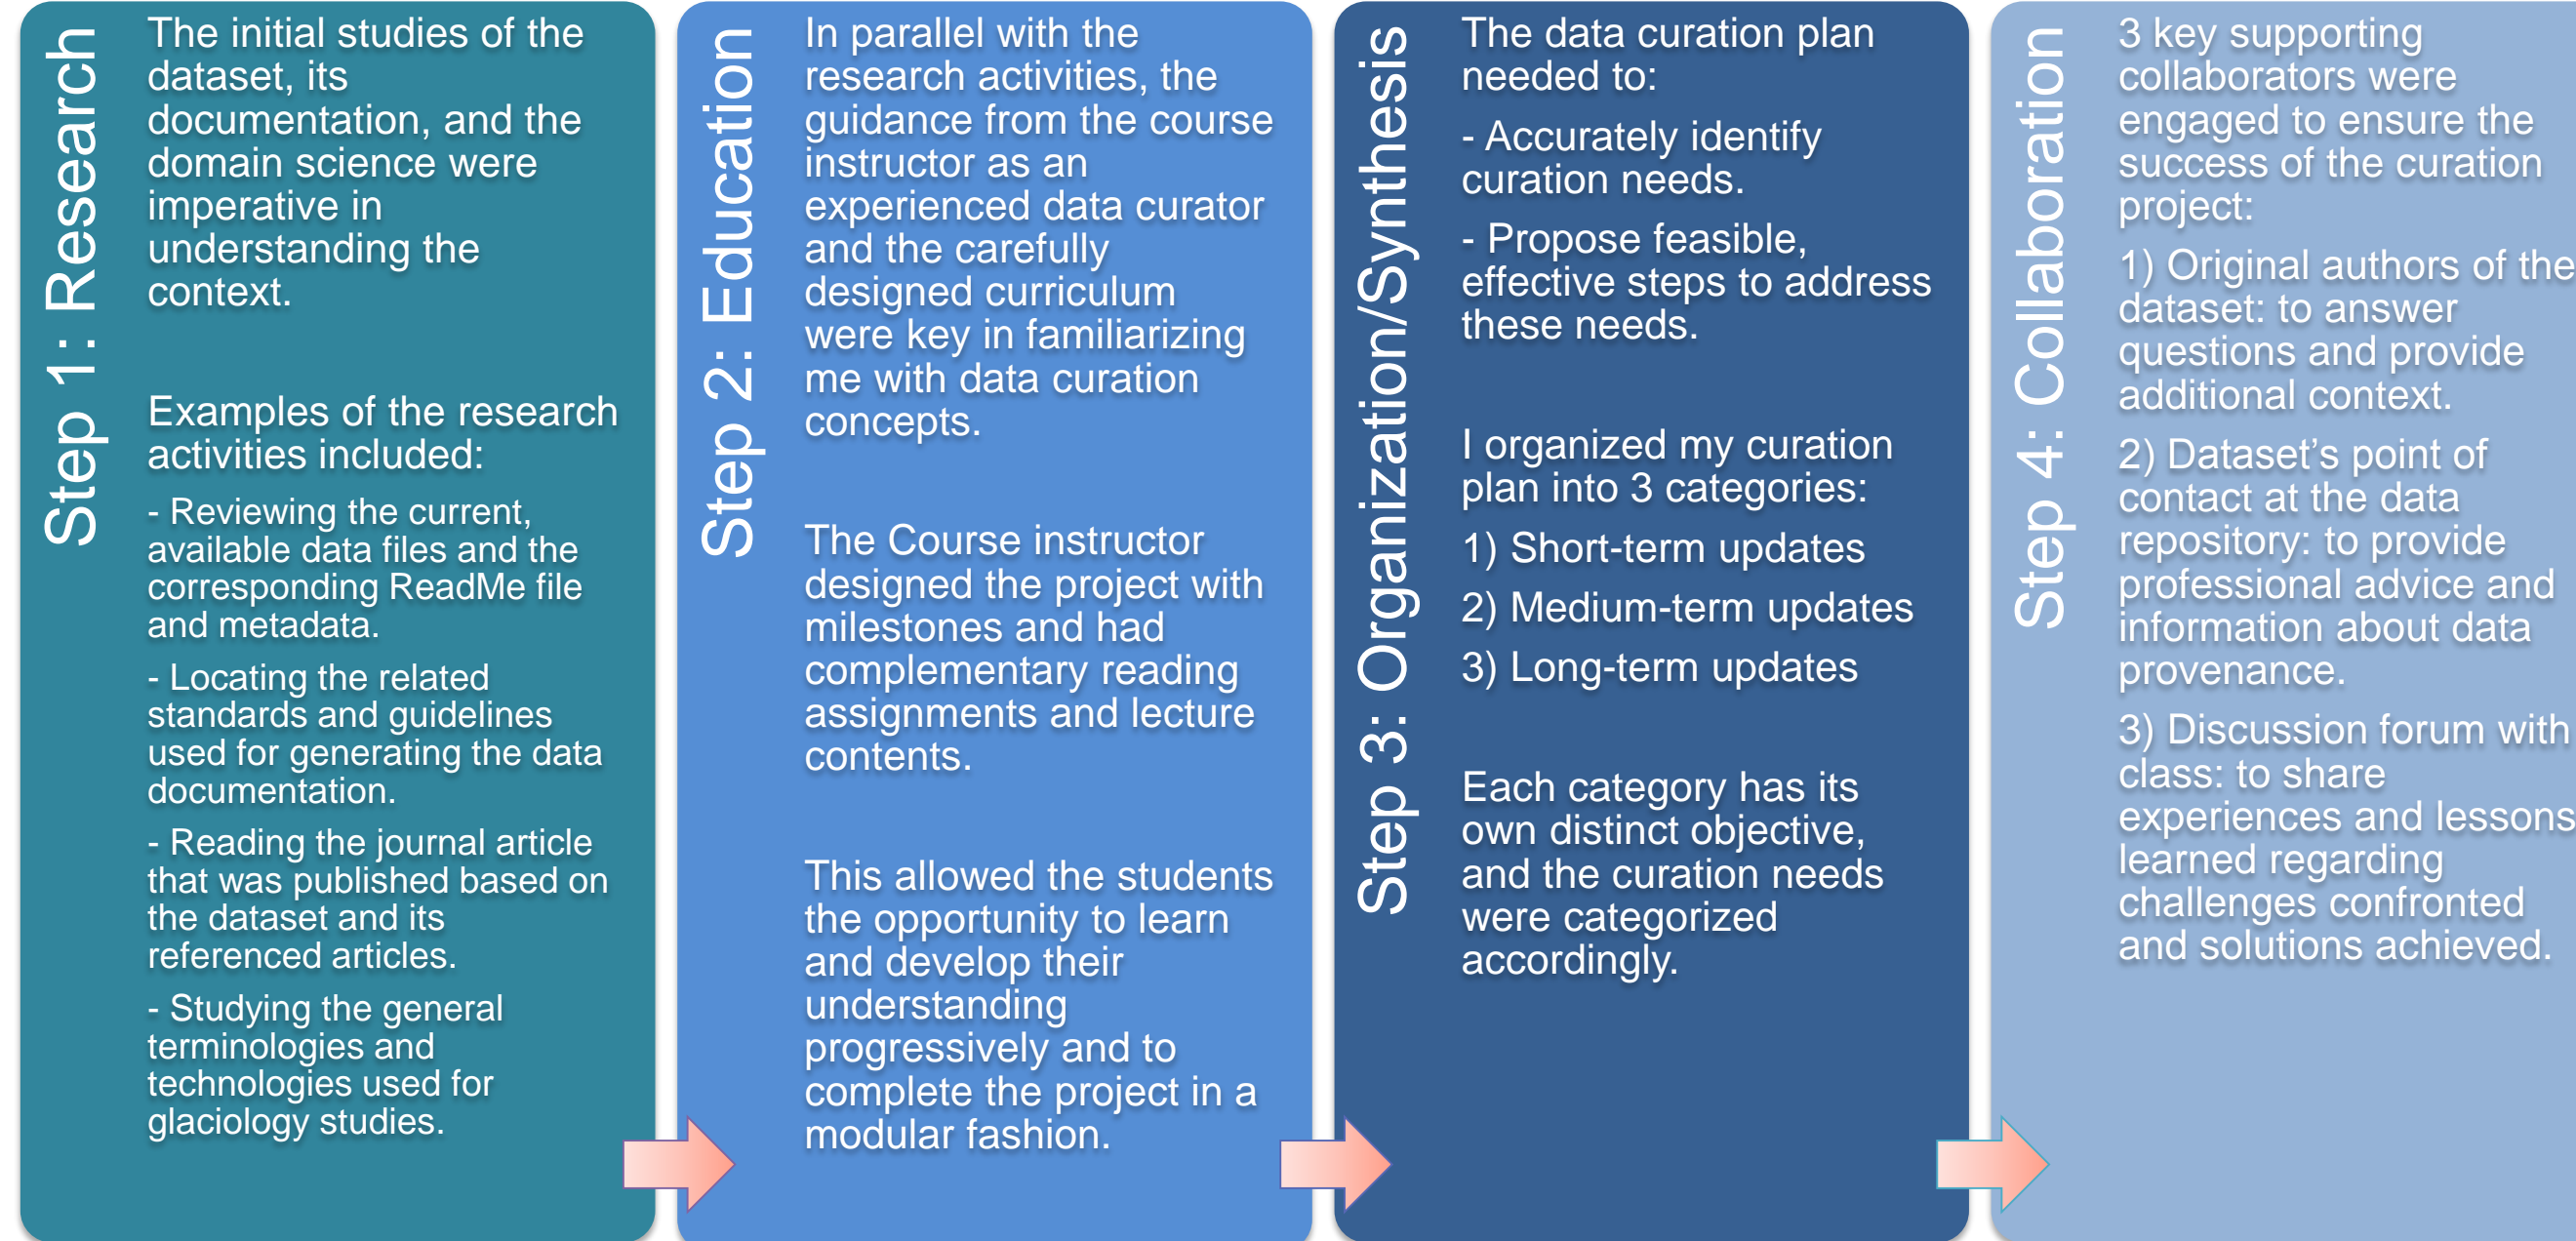 Step 1: Research
The initial studies of the
dataset, its
documentation, and the
domain science were
imperative in
understanding the
context.
Examples of the research
activities included:
- Reviewing the current,
available data files and the
corresponding ReadMe file
and metadata.
- Locating the related
standards and guidelines
used for generating the data
documentation.
- Reading the journal article
that was published based on
the dataset and its
referenced articles.
- Studying the general
terminologies and
technologies used for
glaciology studies.
Step 2: Education
In parallel with the
research activities, the
guidance from the course
instructor as an
experienced data curator
and the carefully
designed curriculum
were key in familiarizing
me with data curation
concepts.
The Course instructor
designed the project with
milestones and had
complementary reading
assignments and lecture
contents.
This allowed the students
the opportunity to learn
and develop their
understanding
progressively and to
complete the project in a
modular fashion.
Step 3: Organization/Synthesis
The data curation plan
needed to:
- Accurately identify
curation needs.
- Propose feasible,
effective steps to address
these needs.
I organized my curation
plan into 3 categories:
1) Short-term updates
2) Medium-term updates
3) Long-term updates
Each category has its
own distinct objective,
and the curation needs
were categorized
accordingly.
Step 4: Collaboration
3 key supporting
collaborators were
engaged to ensure the
success of the curation
project:
1) Original authors of the
dataset: to answer
questions and provide
additional context.
2) Dataset's point of
contact at the data
repository: to provide
professional advice and
information about data
provenance.
3) Discussion forum with
class: to share
experiences and lessons
learned regarding
challenges confronted
and solutions achieved.